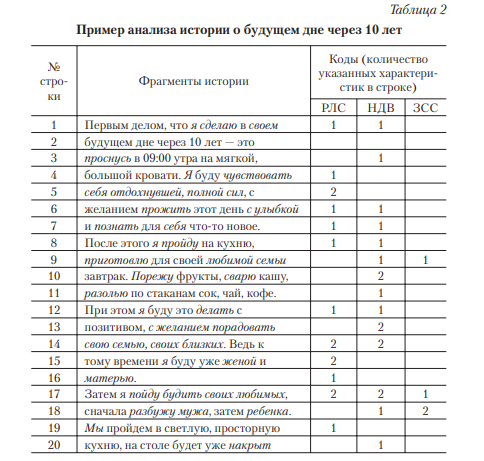 Таблица 2
Пример анализа истории о будущем дне через 10 лет
№ стро-ки Фрагменты истории Коды (количество указанных характеристик в строке)
РЛС НДВ ЗСС
1 Первым делом, что я сделаю в своем 1 1
2 будущем дне через 10 лет — это
3 проснусь в 09:00 утра на мягкой, 1
4 большой кровати. Я буду чувствовать 1
5 себя отдохнувшей, полной сил, с 2
6 желанием прожить этот день с улыбкой 1 1
7 и познать для себя что-то новое. 1 1
8 После этого я пройду на кухню, 1 1
9 приготовлю для своей любимой семьи 1 1
10 завтрак. Порежу фрукты, сварю кашу, 2
11 разолью по стаканам сок, чай, кофе. 1
12 При этом я буду это делать с 1 1
13 позитивом, с желанием порадовать 2
14 свою семью, своих близких. Ведь к 2 2
15 тому времени я буду уже женой и 2
16 матерью. 1
17 Затем я пойду будить своих любимых, 2 2 1
18 сначала разбужу мужа, затем ребенка. 1 2
19 Мы пройдем в светлую, просторную 1
20 кухню, на столе будет уже накрыт 1